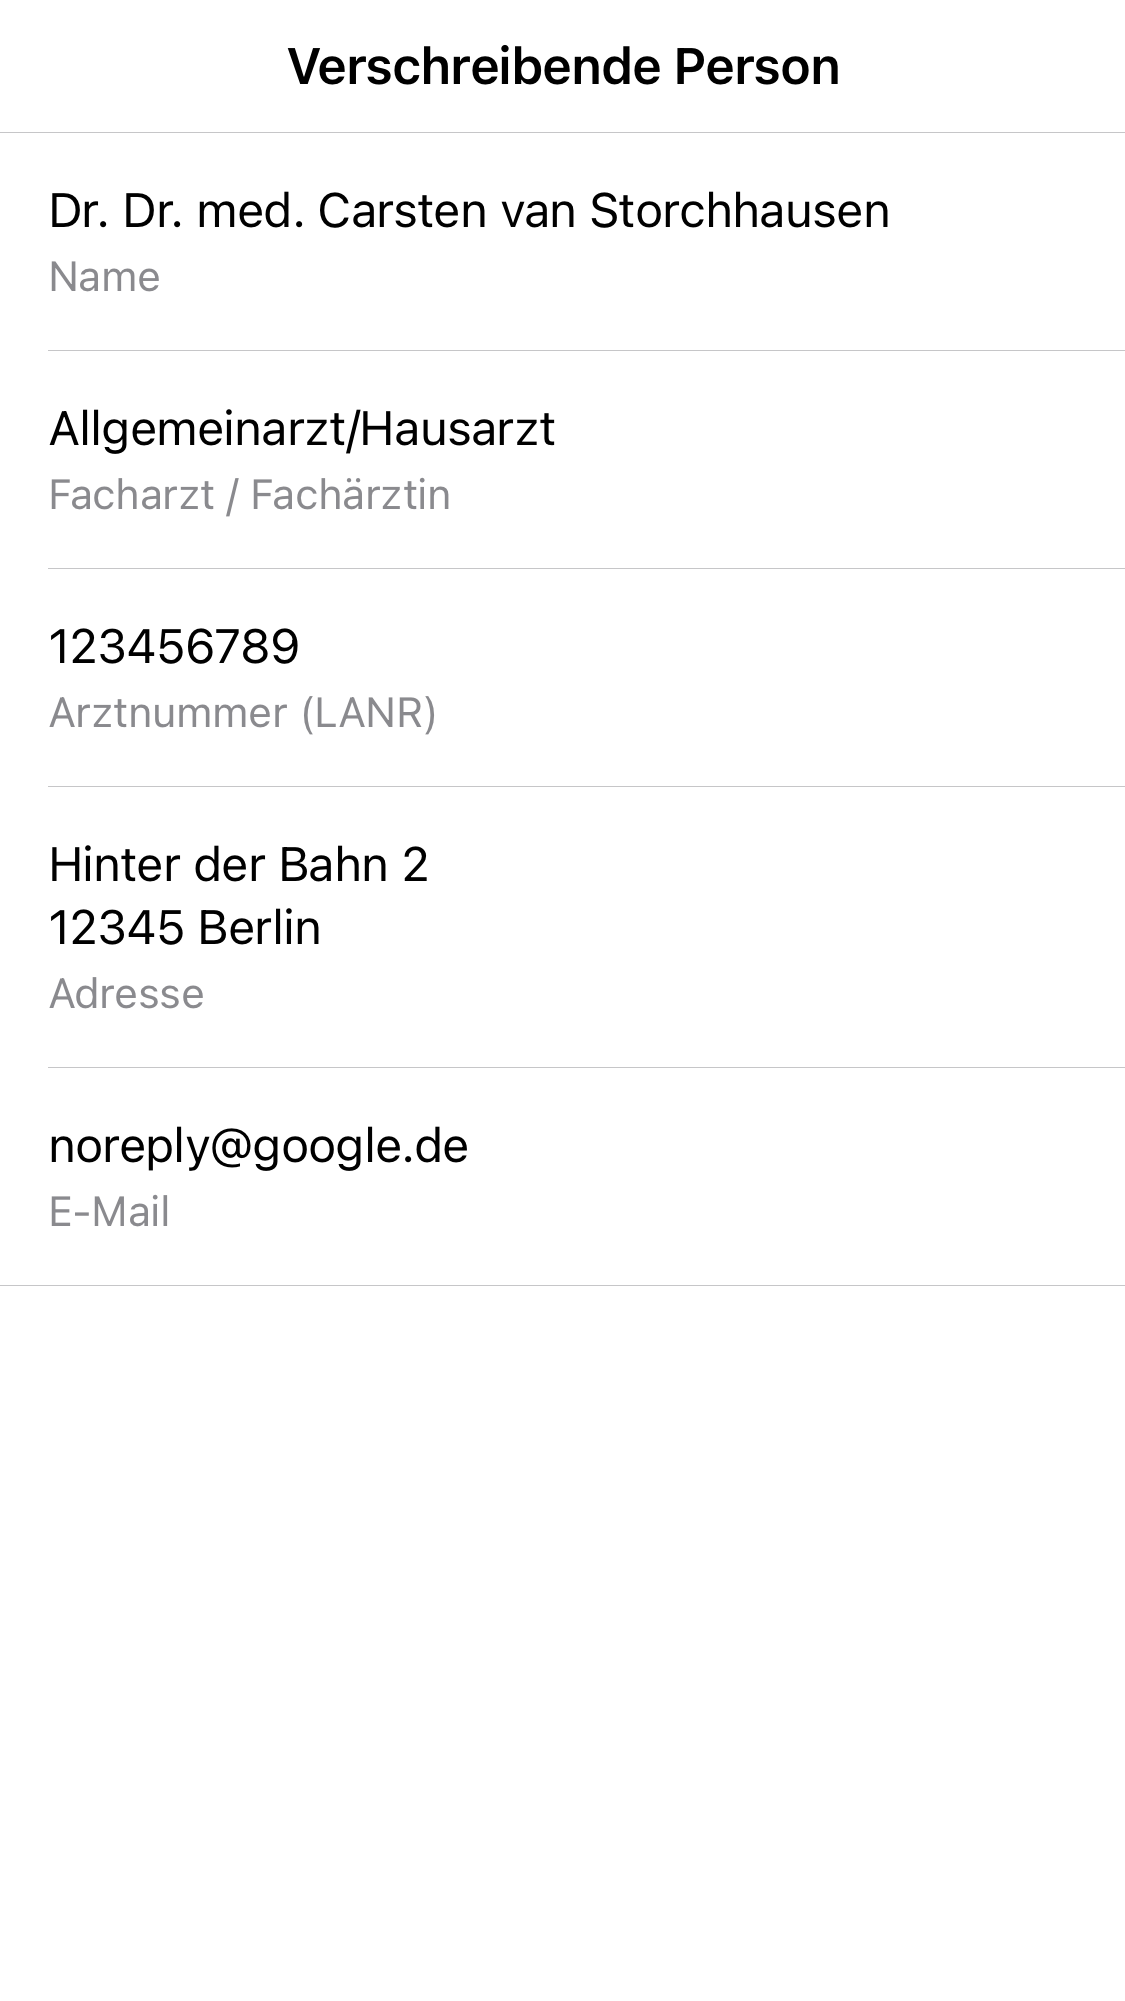 Verschreibende Person
Dr. Dr. med. Carsten van Storchhausen
Name
Allgemeinarzt/Hausarzt
Facharzt / Fachärztin
123456789
Arztnummer (LANR)
Hinter der Bahn 2
12345 Berlin
Adresse
noreply@google.de
E-Mail